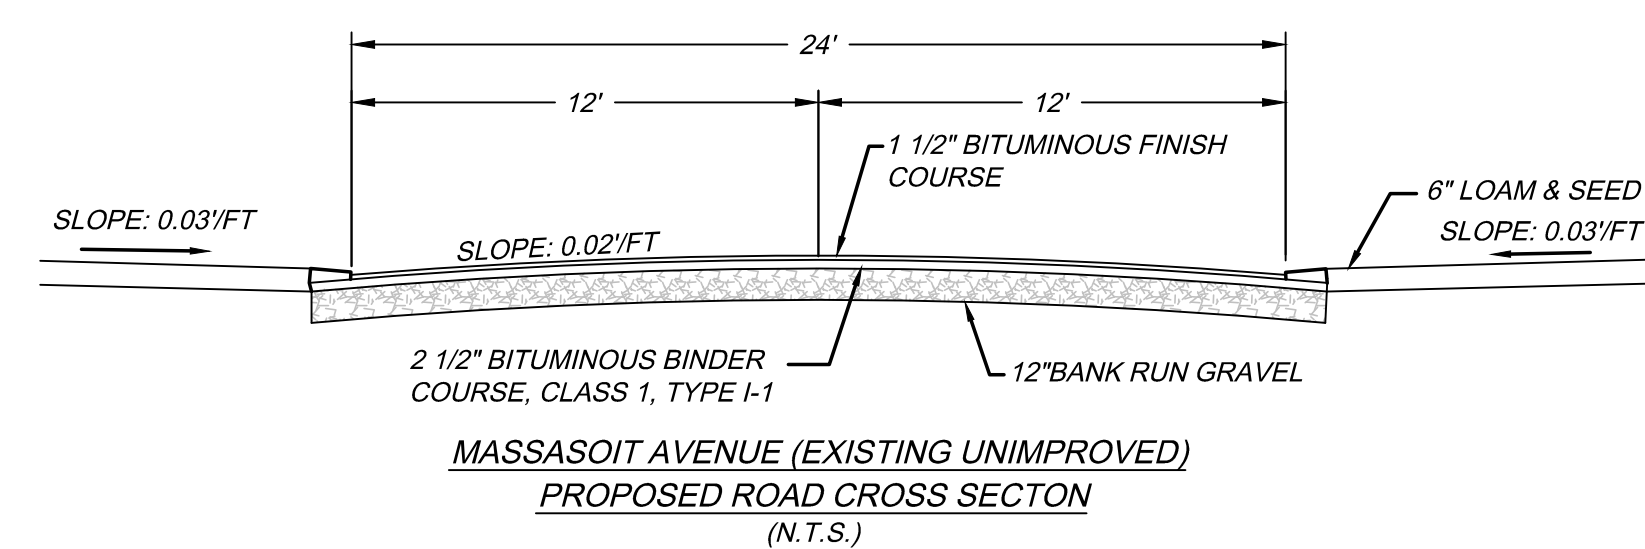 24'
12'
12'
1 1/2" BITUMINOUS FINISH
COURSE
6" LOAM & SEED
SLOPE: 0.03'/FT
SLOPE: 0.03'/FT
SLOPE: 0.02'/FT
2 1/2" BITUMINOUS BINDER
COURSE, CLASS 1, TYPE I-1
12"BANK RUN GRAVEL
MASSASOIT AVENUE (EXISTING UNIMPROVED)
PROPOSED ROAD CROSS SECTON
(N.T.S.)